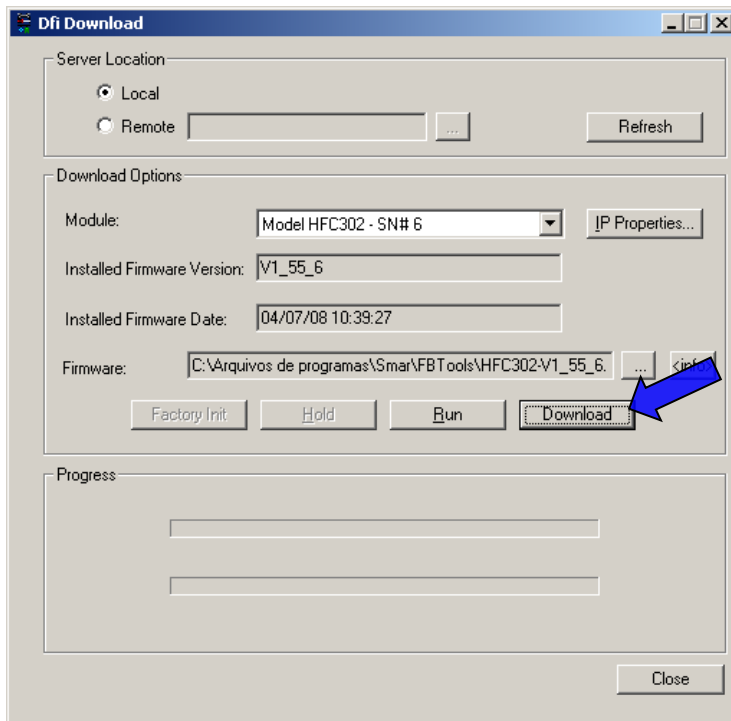 Dfi Download
Server Location
Local
Remote ... Refresh
Download Options
Module: Model HFC302 - SN# 6 IP Properties...
Installed Firmware Version: V1_55_6
Installed Firmware Date: 04/07/08 10:39:27
Firmware: C:\Arquivos de programas\Smar\FBTools\HFC302-V1_55_6. ... <info>
Factory Init Hold Run Download
Progress
Close